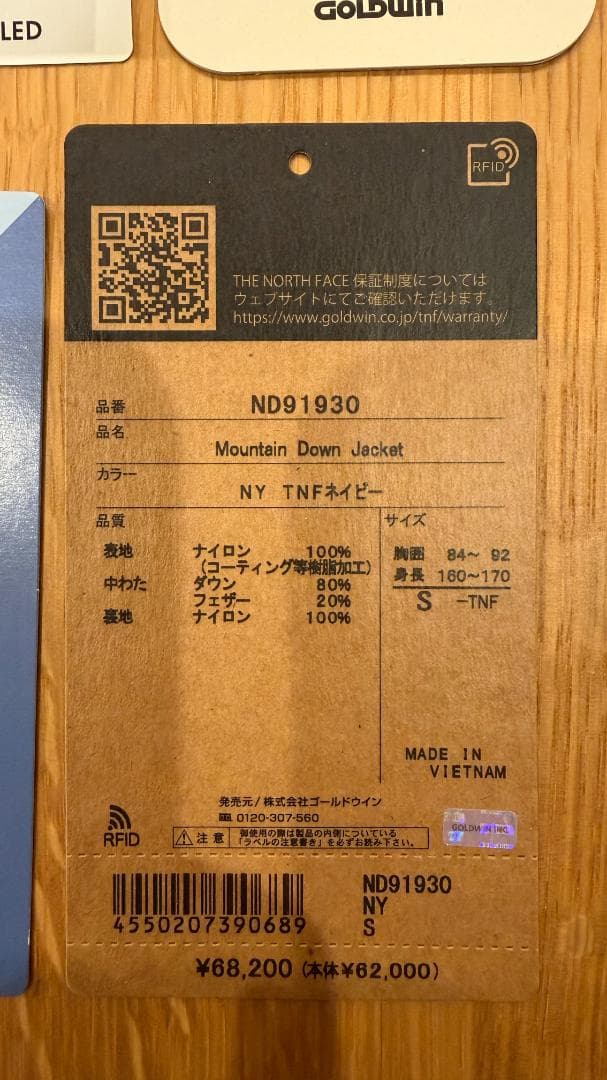 LED
GOLDWIN
RFID
THE NORTH FACE 保証制度については
ウェブサイトにてご確認いただけます。
https://www.goldwin.co.jp/tnf/warranty/
品番 ND91930
品名
Mountain Down Jacket
カラー
NY TNFネイビー
品質
表地 ナイロン 100%
(コーティング等樹脂加工)
中わた ダウン 80%
フェザー 20%
裏地 ナイロン 100%
サイズ
胸囲 84〜 92
身長 160〜170
S -TNF
MADE IN
VIETNAM
発売元/株式会社ゴールドウイン
0120-307-560
RFID
注意 御使用の際は製品の内側についている
「ラベルの注意書き」を必ずお読み下さい。
GOLDWIN INC.
4550207390689
ND91930
NY
S
¥68,200 (本体¥62,000)